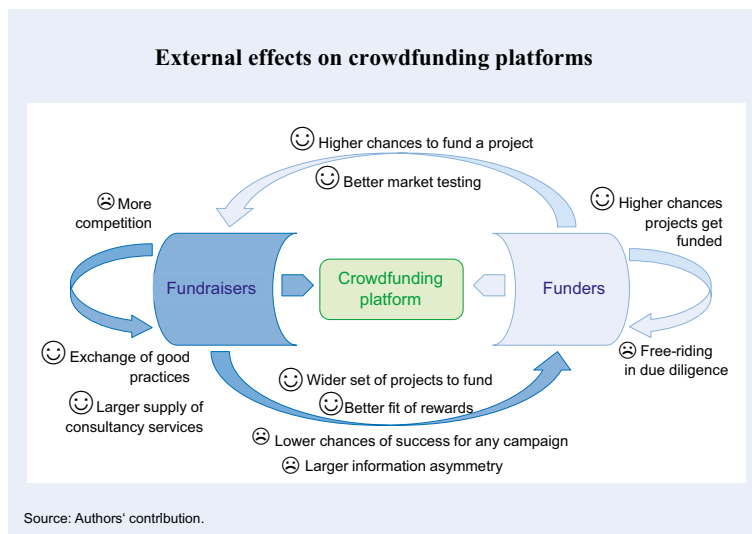 External effects on crowdfunding platforms
Higher chances to fund a project
Better market testing
More
competition
Higher chances
projects get
funded
Fundraisers
Crowdfunding
platform
Funders
Exchange of good
practices
Larger supply of
consultancy services
Free-riding
in due diligence
Wider set of projects to fund
Better fit of rewards
Lower chances of success for any campaign
Larger information asymmetry
Source: Authors‘ contribution.